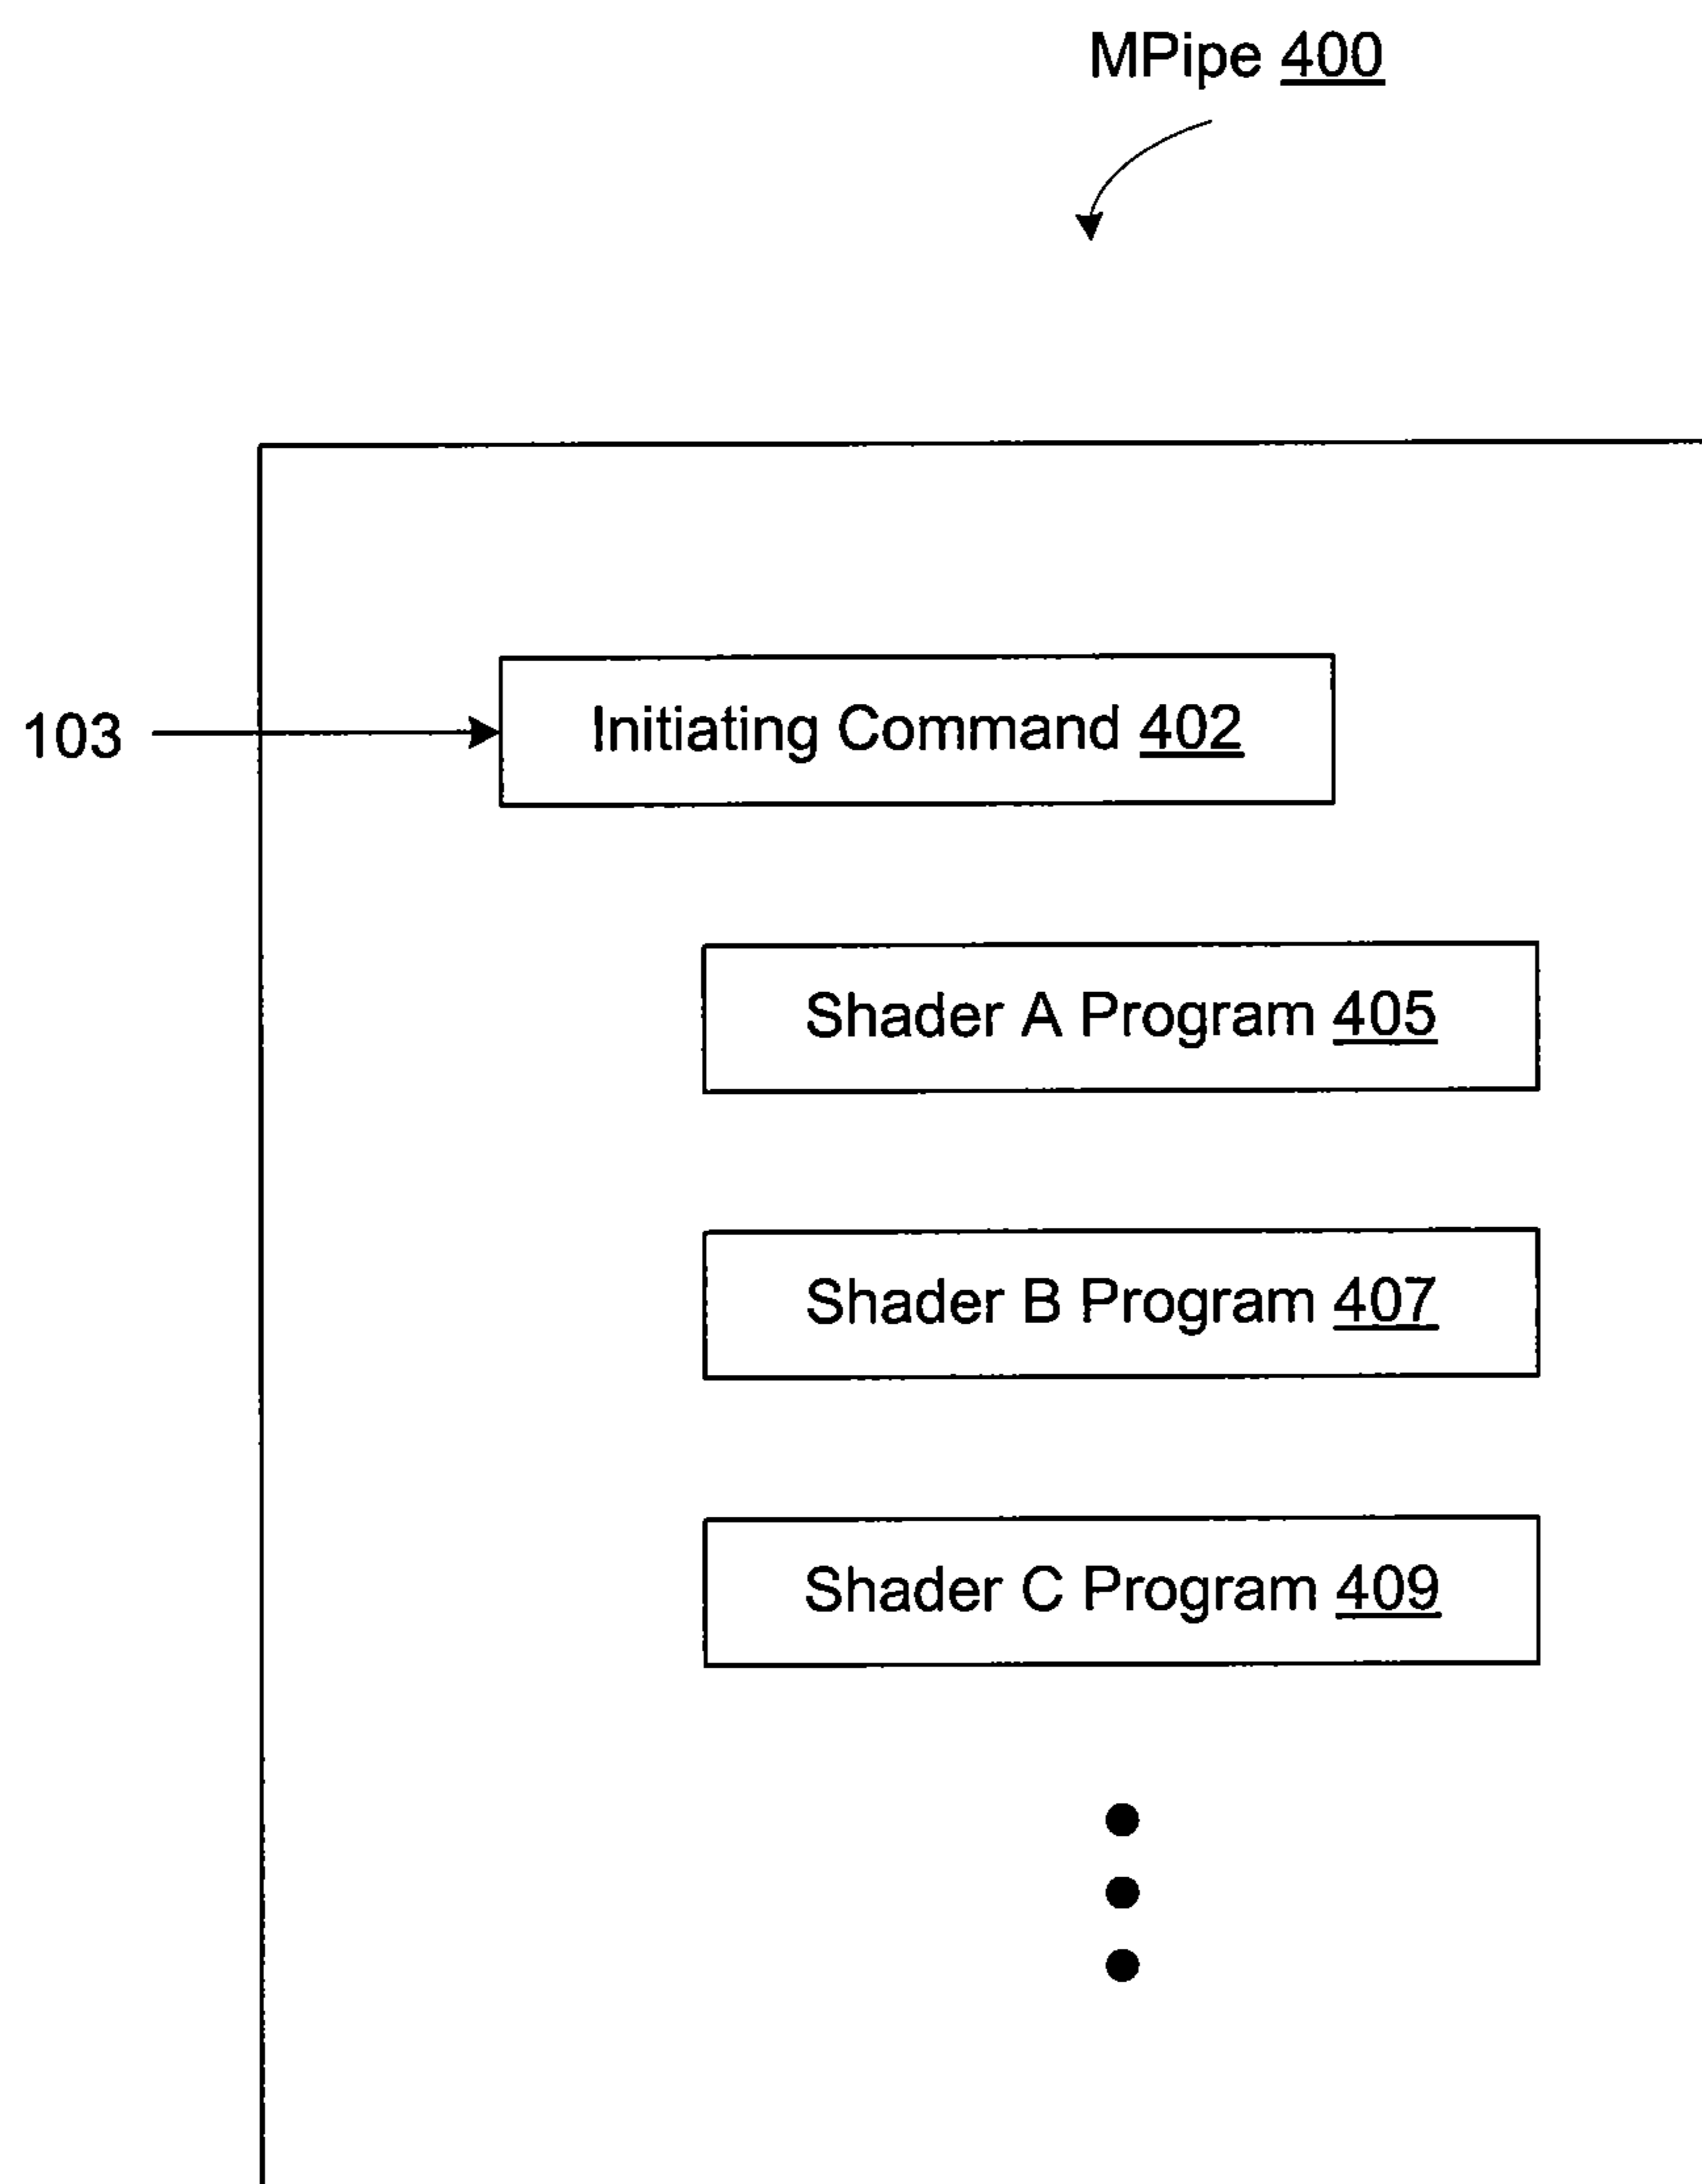 MPipe 400
103
Initiating Command 402
Shader A Program 405
Shader B Program 407
Shader C Program 409